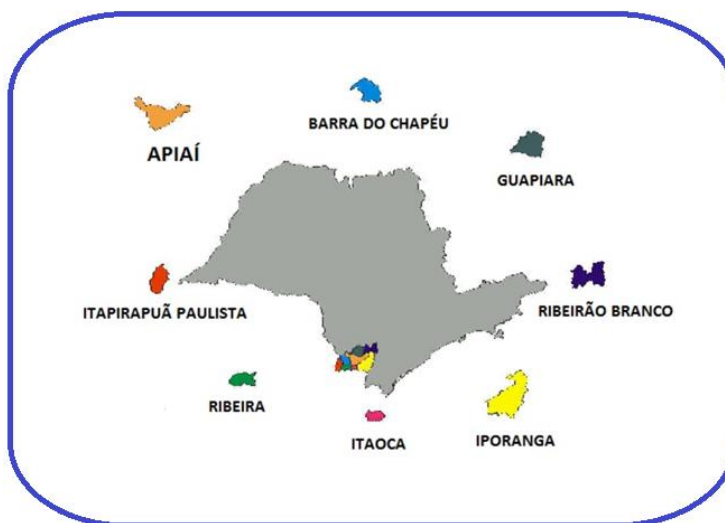 BARRA DO CHAPÉU
APIAÍ
GUAPIARA
ITAPIRAPUÃ PAULISTA
RIBEIRÃO BRANCO
RIBEIRA
ITAOCA
IPORANGA